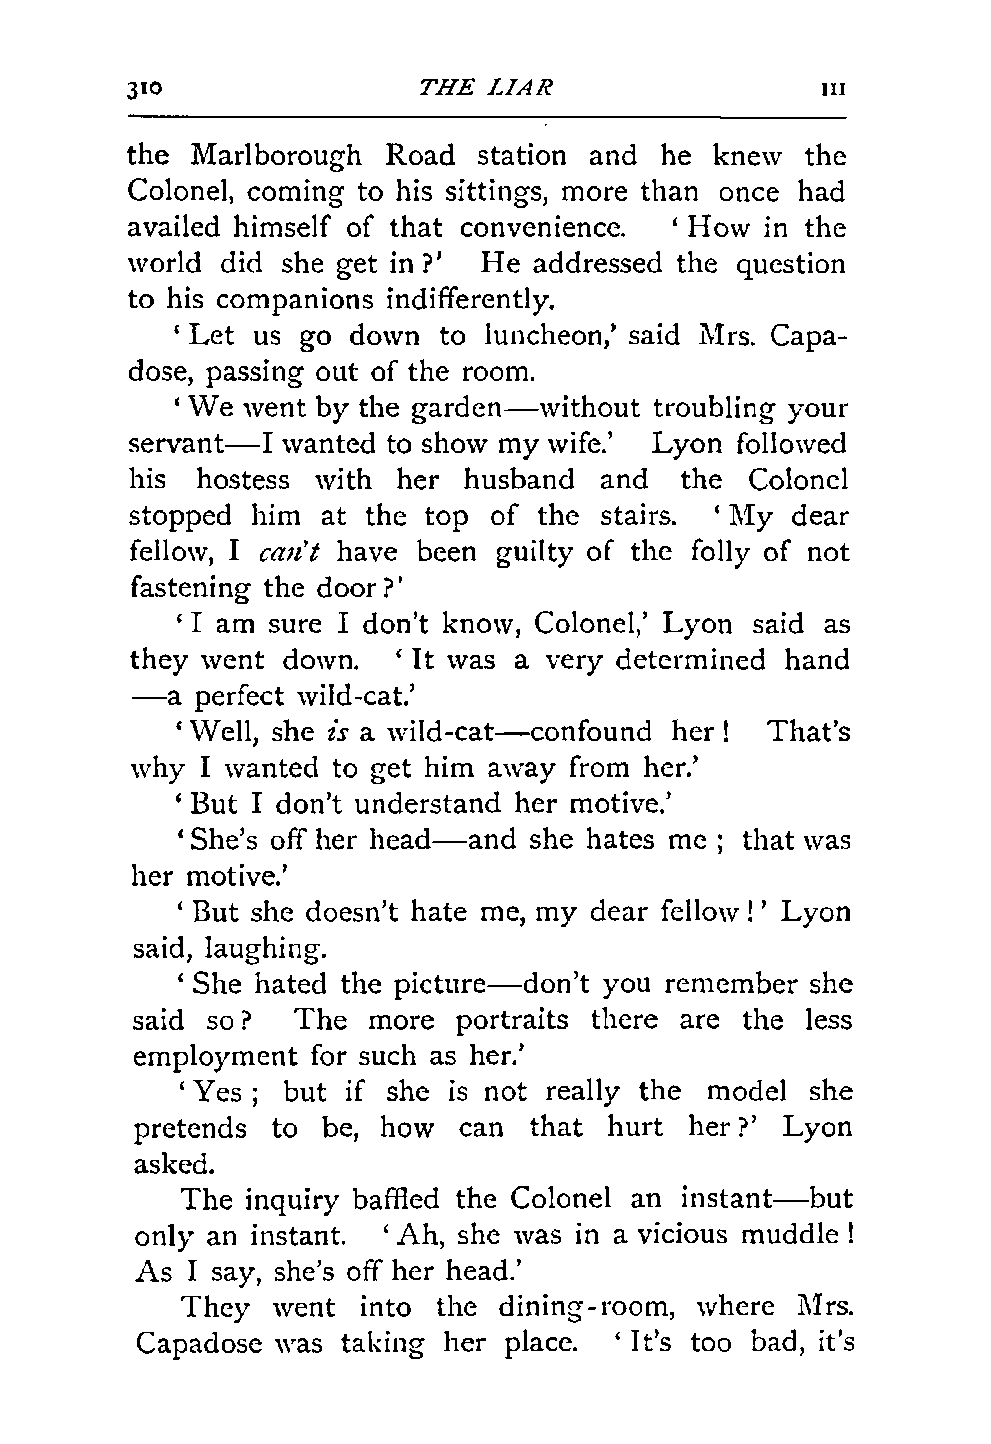 310 THE LIAR III
the Marlborough Road station and he knew the
Colonel, coming to his sittings, more than once had
availed himself of that convenience. ‘How in the
world did she get in?’ He addressed the question
to his companions indifferently.
‘Let us go down to luncheon,’ said Mrs. Capa-
dose, passing out of the room.
‘We went by the garden—without troubling your
servant—I wanted to show my wife.’ Lyon followed
his hostess with her husband and the Colonel
stopped him at the top of the stairs. ‘My dear
fellow, I can't have been guilty of the folly of not
fastening the door?’
‘I am sure I don't know, Colonel,’ Lyon said as
they went down. ‘It was a very determined hand
—a perfect wild-cat.’
‘Well, she is a wild-cat—confound her! That's
why I wanted to get him away from her.’
‘But I don't understand her motive.’
‘She's off her head—and she hates me; that was
her motive.’
‘But she doesn't hate me, my dear fellow!’ Lyon
said, laughing.
‘She hated the picture—don't you remember she
said so? The more portraits there are the less
employment for such as her.’
‘Yes; but if she is not really the model she
pretends to be, how can that hurt her?’ Lyon
asked.
The inquiry baffled the Colonel an instant—but
only an instant. ‘Ah, she was in a vicious muddle!
As I say, she's off her head.’
They went into the dining-room, where Mrs.
Capadose was taking her place. ‘It's too bad, it's